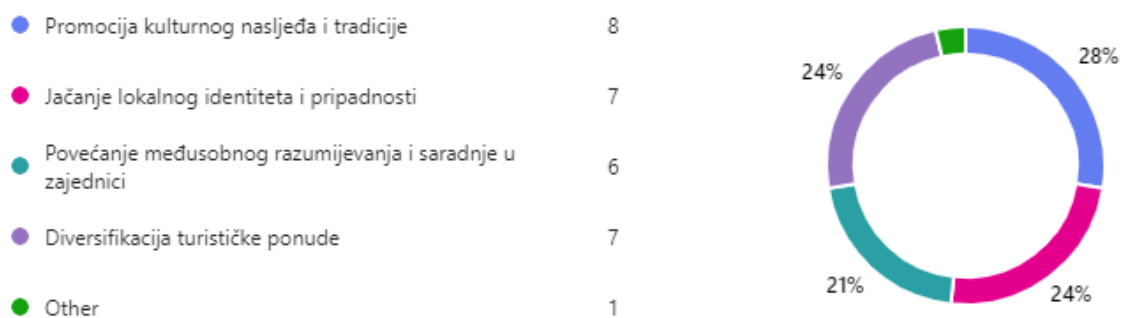 Promocija kulturnog nasljeđa i tradicije 8
Jačanje lokalnog identiteta i pripadnosti 7
Povećanje međusobnog razumijevanja i saradnje u
zajednici
6
Diversifikacija turističke ponude 7
Other 1
28%
24%
21%
24%